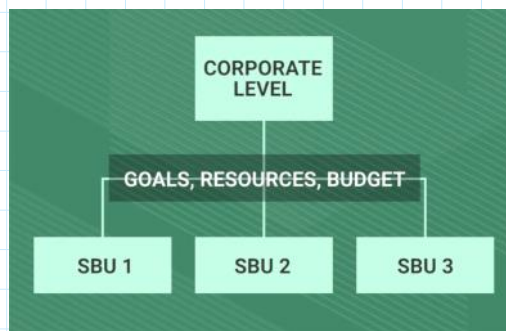 CORPORATE
LEVEL
GOALS, RESOURCES, BUDGET
SBU 1
SBU 2
SBU 3